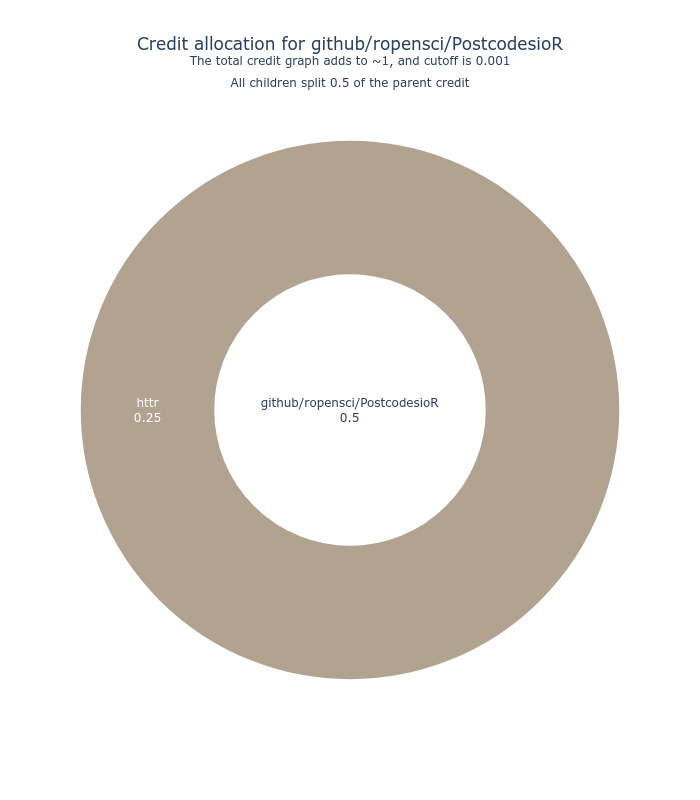 Credit allocation for github/ropensci/PostcodesioR
The total credit graph adds to ~1, and cutoff is 0.001
All children split 0.5 of the parent credit
httr
0.25
github/ropensci/PostcodesioR
0.5